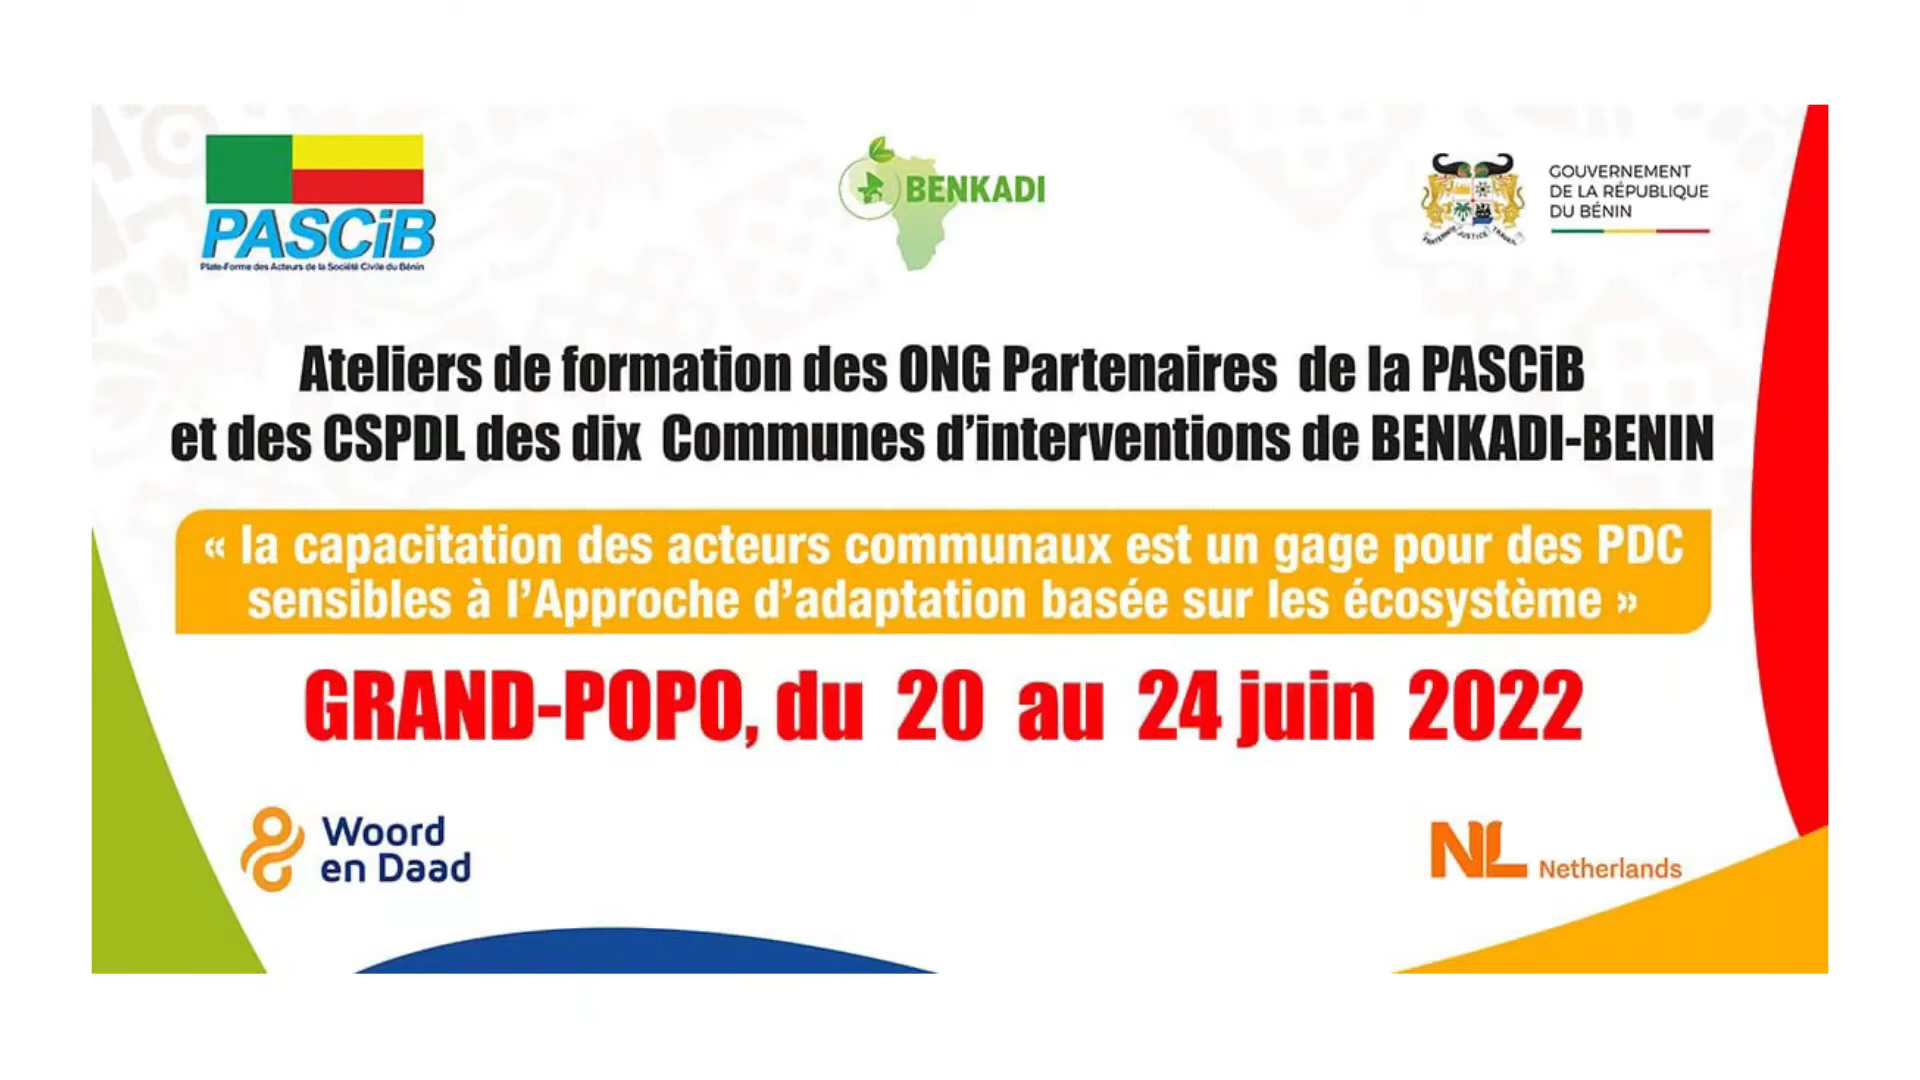 PASCiB
Plate-Forme des Acteurs de la Société Civile du Bénin
BENKADI
FRATERNITE JUSTICE TRAVAIL
GOUVERNEMENT
DE LA RÉPUBLIQUE
DU BÉNIN
Ateliers de formation des ONG Partenaires de la PASCiB
et des CSPDL des dix Communes d'interventions de BENKADI-BENIN
« la capacitation des acteurs communaux est un gage pour des PDC
sensibles à l'Approche d'adaptation basée sur les écosystème »
GRAND-POPO, du 20 au 24 juin 2022
Woord
en Daad
NL Netherlands